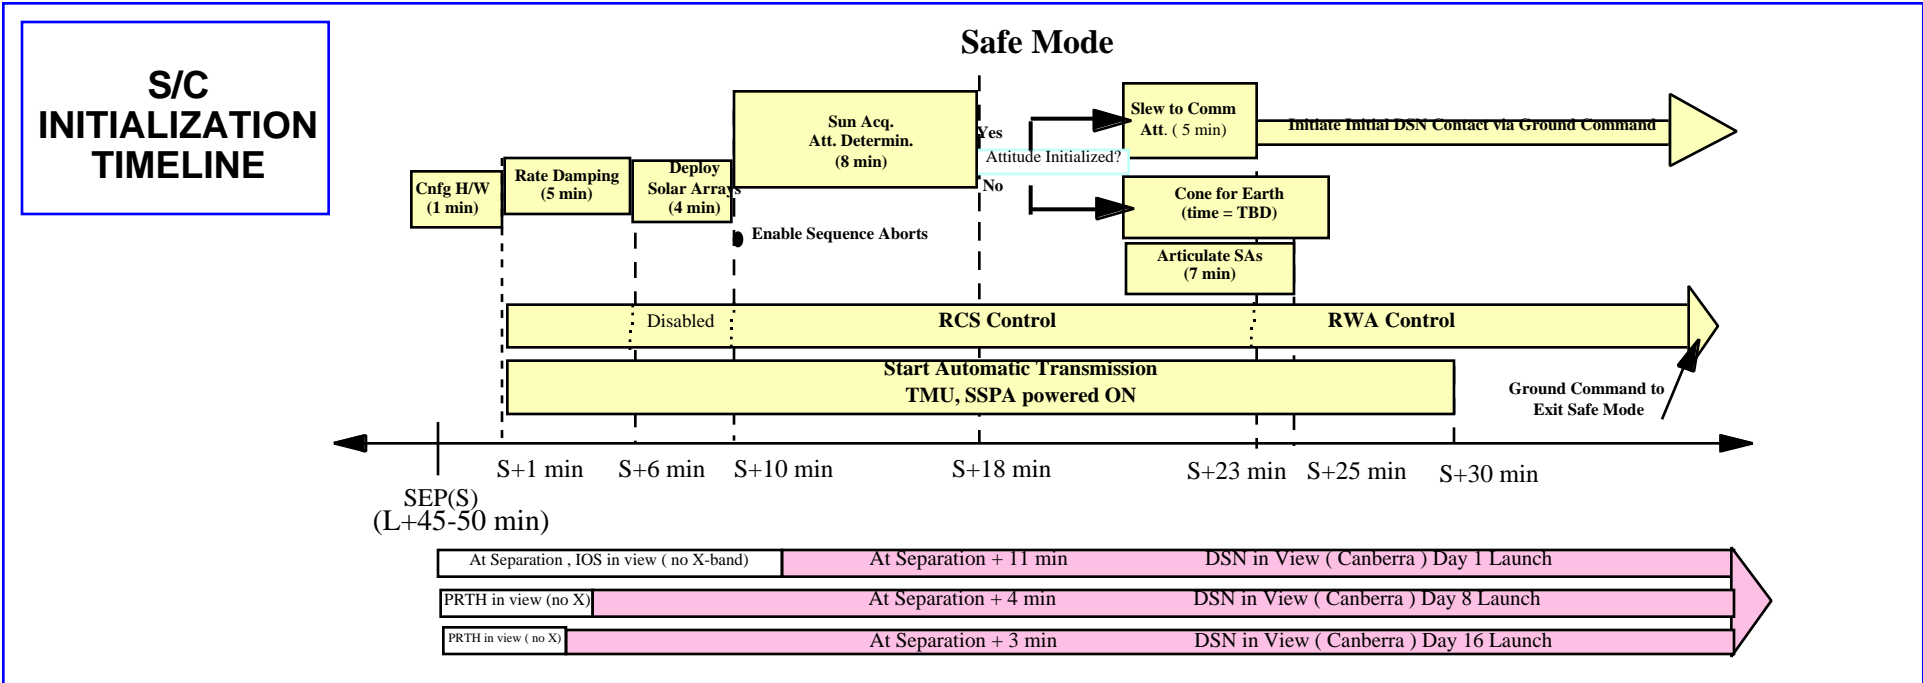 Safe Mode
S/C
INITIALIZATION
TIMELINE
Cnfg H/W
(1 min)
Rate Damping
(5 min)
Deploy
Solar Arrays
(4 min)
Sun Acq.
Att. Determin.
(8 min)
Enable Sequence Aborts
Yes
Attitude Initialized?
No
Slew to Comm
Att. ( 5 min)
Initiate Initial DSN Contact via Ground Command
Cone for Earth
(time = TBD)
Articulate SAs
(7 min)
Disabled
RCS Control
RWA Control
Start Automatic Transmission
TMU, SSPA powered ON
Ground Command to
Exit Safe Mode
S+1 min
S+6 min
S+10 min
S+18 min
S+23 min
S+25 min
S+30 min
SEP(S)
(L+45-50 min)
At Separation , IOS in view ( no X-band)
At Separation + 11 min
DSN in View ( Canberra ) Day 1 Launch
PRTH in view (no X)
At Separation + 4 min
DSN in View ( Canberra ) Day 8 Launch
PRTH in view ( no X)
At Separation + 3 min
DSN in View ( Canberra ) Day 16 Launch